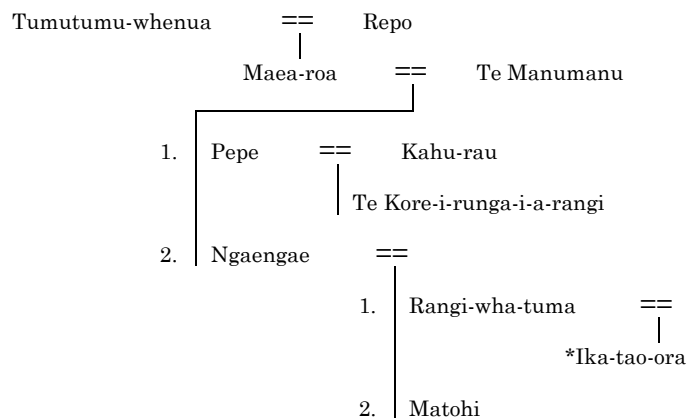 Tumutumu-whenua == Repo
Maea-roa == Te Manumanu
1. Pepe == Kahu-rau
Te Kore-i-runga-i-a-rangi
2. Ngaengae ==
1. Rangi-wha-tuma ==
*Ika-tao-ora
2. Matohi